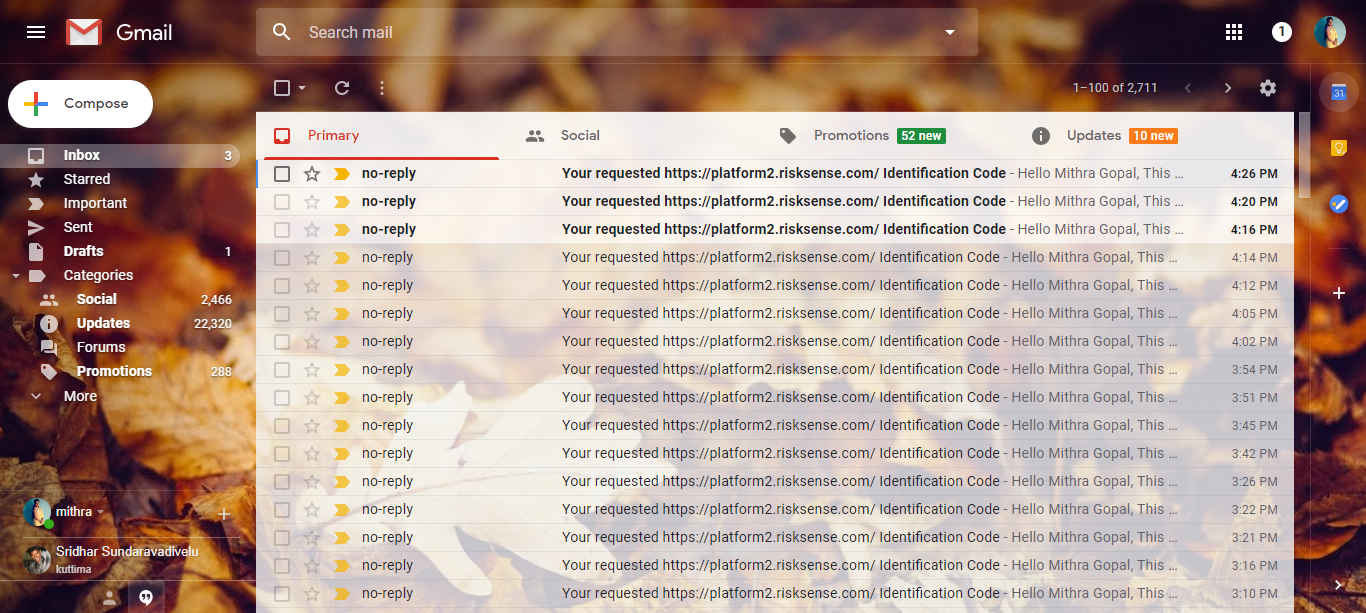 Gmail
Search mail
1
Compose
1–100 of 2,711
31
Primary
Social
Promotions 52 new
Updates 10 new
Inbox 3
Starred
Important
Sent
Drafts 1
Categories
Social 2,466
Updates 22,320
Forums
Promotions 288
More
no-reply Your requested https://platform2.risksense.com/ Identification Code - Hello Mithra Gopal, This ... 4:26 PM
no-reply Your requested https://platform2.risksense.com/ Identification Code - Hello Mithra Gopal, This ... 4:20 PM
no-reply Your requested https://platform2.risksense.com/ Identification Code - Hello Mithra Gopal, This ... 4:16 PM
no-reply Your requested https://platform2.risksense.com/ Identification Code - Hello Mithra Gopal, This ... 4:14 PM
no-reply Your requested https://platform2.risksense.com/ Identification Code - Hello Mithra Gopal, This ... 4:12 PM
no-reply Your requested https://platform2.risksense.com/ Identification Code - Hello Mithra Gopal, This ... 4:05 PM
no-reply Your requested https://platform2.risksense.com/ Identification Code - Hello Mithra Gopal, This ... 4:02 PM
no-reply Your requested https://platform2.risksense.com/ Identification Code - Hello Mithra Gopal, This ... 3:54 PM
no-reply Your requested https://platform2.risksense.com/ Identification Code - Hello Mithra Gopal, This ... 3:51 PM
no-reply Your requested https://platform2.risksense.com/ Identification Code - Hello Mithra Gopal, This ... 3:45 PM
no-reply Your requested https://platform2.risksense.com/ Identification Code - Hello Mithra Gopal, This ... 3:42 PM
no-reply Your requested https://platform2.risksense.com/ Identification Code - Hello Mithra Gopal, This ... 3:26 PM
no-reply Your requested https://platform2.risksense.com/ Identification Code - Hello Mithra Gopal, This ... 3:22 PM
no-reply Your requested https://platform2.risksense.com/ Identification Code - Hello Mithra Gopal, This ... 3:21 PM
no-reply Your requested https://platform2.risksense.com/ Identification Code - Hello Mithra Gopal, This ... 3:16 PM
no-reply Your requested https://platform2.risksense.com/ Identification Code - Hello Mithra Gopal, This ... 3:10 PM
mithra
Sridhar Sundaravadivelu
kuttima